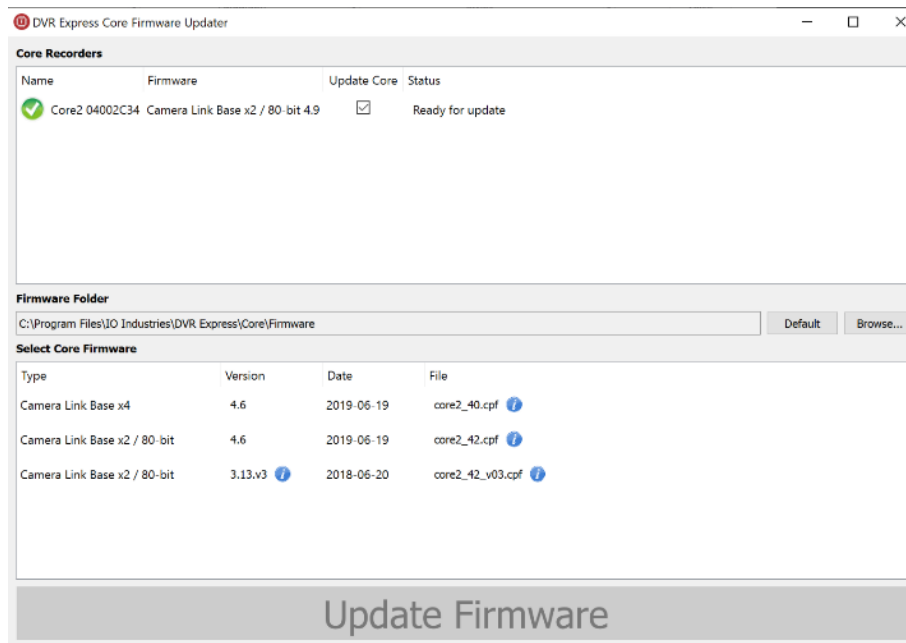 DVR Express Core Firmware Updater
Core Recorders
Name Firmware Update Core Status
Core2 04002C34 Camera Link Base x2 / 80-bit 4.9 Ready for update
Firmware Folder
C:\Program Files\IO Industries\DVR Express\Core\Firmware Default Browse...
Select Core Firmware
Type Version Date File
Camera Link Base x4 4.6 2019-06-19 core2_40.cpf
Camera Link Base x2 / 80-bit 4.6 2019-06-19 core2_42.cpf
Camera Link Base x2 / 80-bit 3.13.v3 2018-06-20 core2_42_v03.cpf
Update Firmware